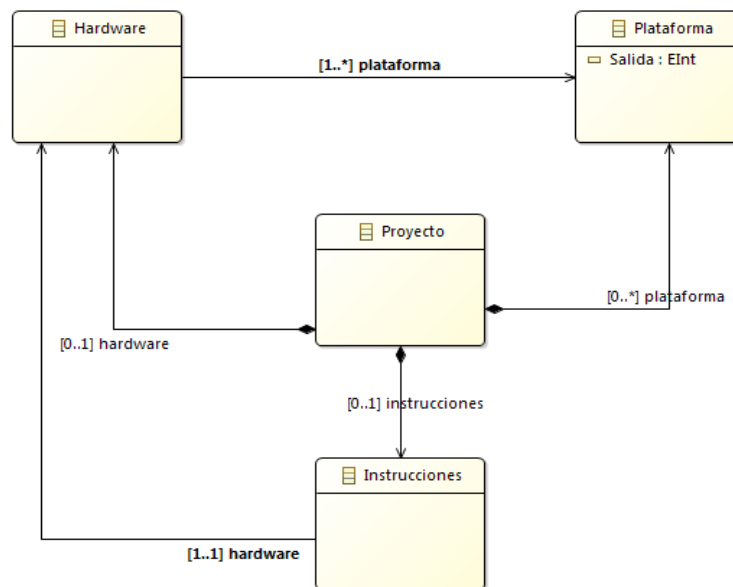 Hardware
Plataforma
Salida : EInt
[1..*] plataforma
Proyecto
[0..*] plataforma
[0..1] hardware
[0..1] instrucciones
Instrucciones
[1..1] hardware